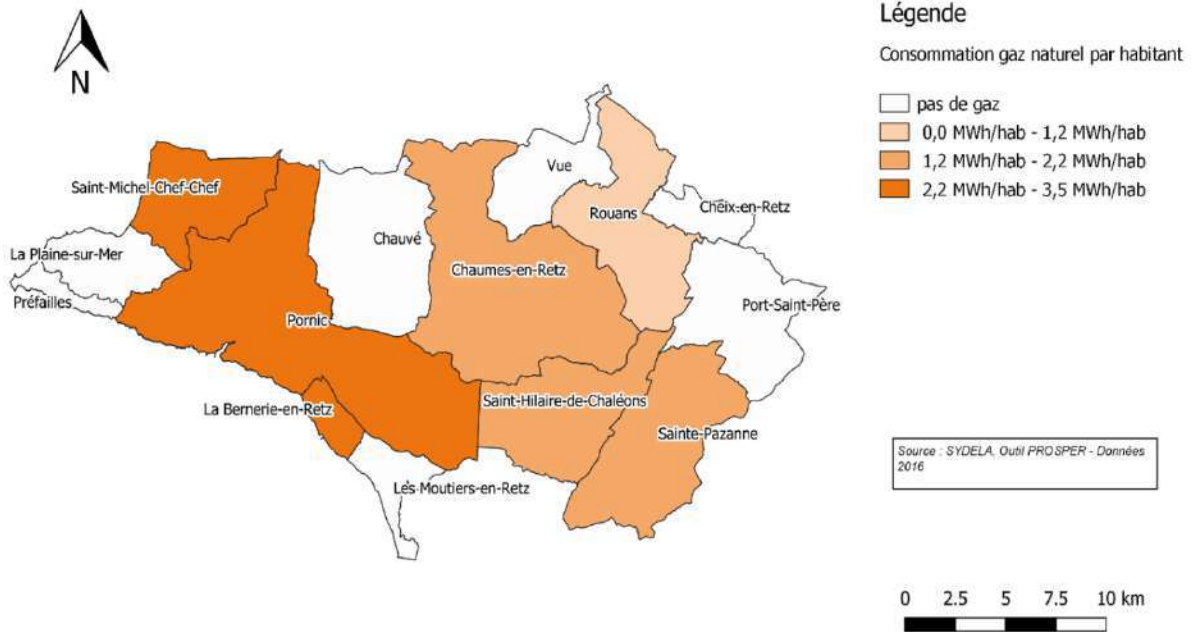 N
Légende
Consommation gaz naturel par habitant
pas de gaz
0,0 MWh/hab - 1,2 MWh/hab
1,2 MWh/hab - 2,2 MWh/hab
2,2 MWh/hab - 3,5 MWh/hab
Vue
Saint-Michel-Chef-Chef
Cheix-en-Retz
Rouans
Chauvé
La Plaine-sur-Mer
Chaumes-en-Retz
Préfailles
Port-Saint-Père
Pornic
Saint-Hilaire-de-Chaléons
La Bernerie-en-Retz
Sainte-Pazanne
Les Moutiers-en-Retz
Source : SYDELA, Outil PROSPER - Données
2016
0 2.5 5 7.5 10 km